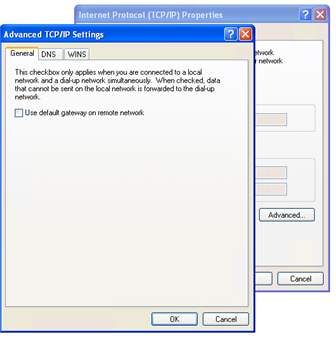 Internet Protocol (TCP/IP) Properties
Advanced TCP/IP Settings
General DNS WINS
This checkbox only applies when you are connected to a local
network and a dial-up network simultaneously. When checked, data
that cannot be sent on the local network is forwarded to the dial-up
network.
Use default gateway on remote network
etwork
r network
Advanced...
Cancel
OK Cancel